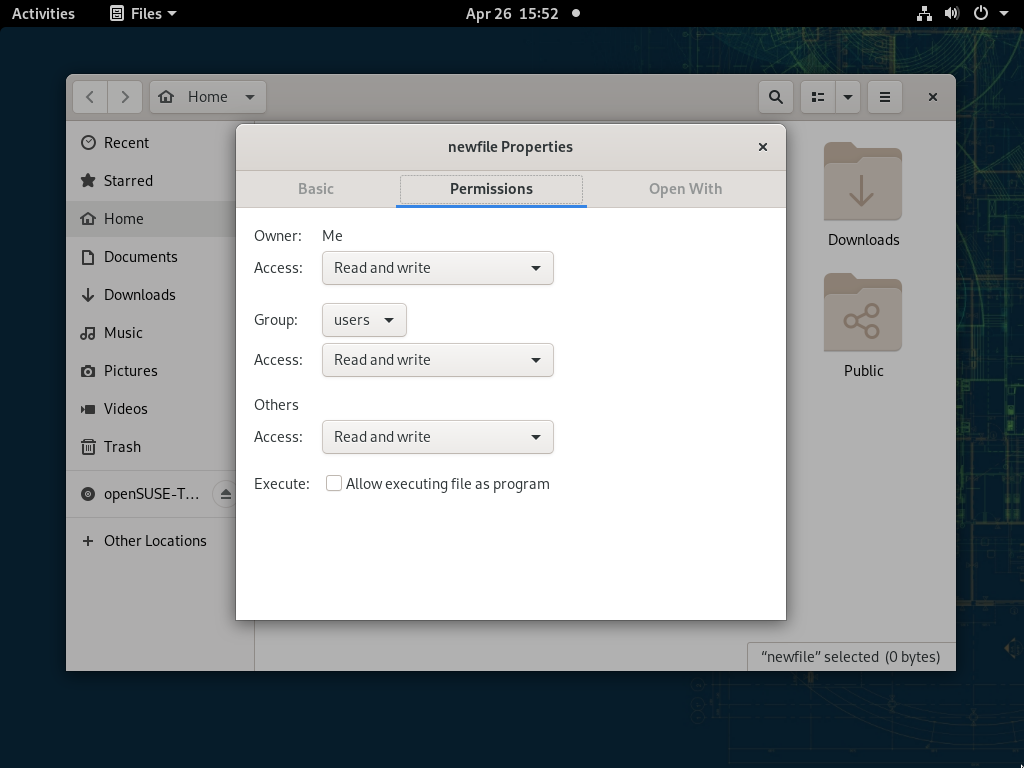 Activities Files Apr 26 15:52
Home
Recent
Starred
Home
Documents
Downloads
Music
Pictures
Videos
Trash
openSUSE-T...
Other Locations
newfile Properties
Basic Permissions Open With
Owner: Me
Access: Read and write
Group: users
Access: Read and write
Others
Access: Read and write
Execute: Allow executing file as program
Downloads
Public
“newfile” selected (0 bytes)